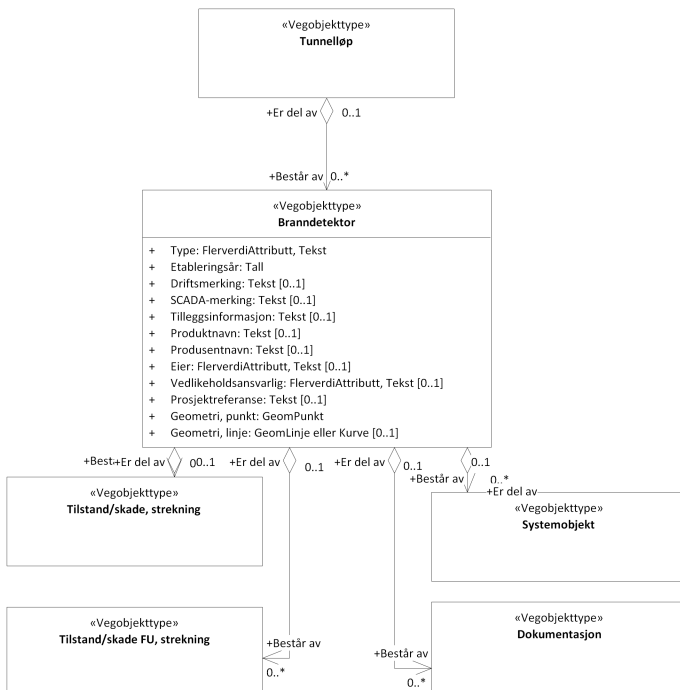 «Vegobjekttype»
Tunnelløp
+Er del av 0..1
+Består av 0..*
«Vegobjekttype»
Branndetektor
+ Type: FlerverdiAttributt, Tekst
+ Etableringsår: Tall
+ Driftsmerking: Tekst [0..1]
+ SCADA-merking: Tekst [0..1]
+ Tilleggsinformasjon: Tekst [0..1]
+ Produktnavn: Tekst [0..1]
+ Produsentnavn: Tekst [0..1]
+ Eier: FlerverdiAttributt, Tekst [0..1]
+ Vedlikeholdsansvarlig: FlerverdiAttributt, Tekst [0..1]
+ Prosjektreferanse: Tekst [0..1]
+ Geometri, punkt: GeomPunkt
+ Geometri, linje: GeomLinje eller Kurve [0..1]
+Best +Er del av 0 0..1 +Er del av 0..1 +Er del av 0..1 0..1
+Består av 0..*
+Er del av
«Vegobjekttype»
Tilstand/skade, strekning
«Vegobjekttype»
Systemobjekt
«Vegobjekttype»
Tilstand/skade FU, strekning
+Består av
0..*
«Vegobjekttype»
Dokumentasjon
+Består av
0..*